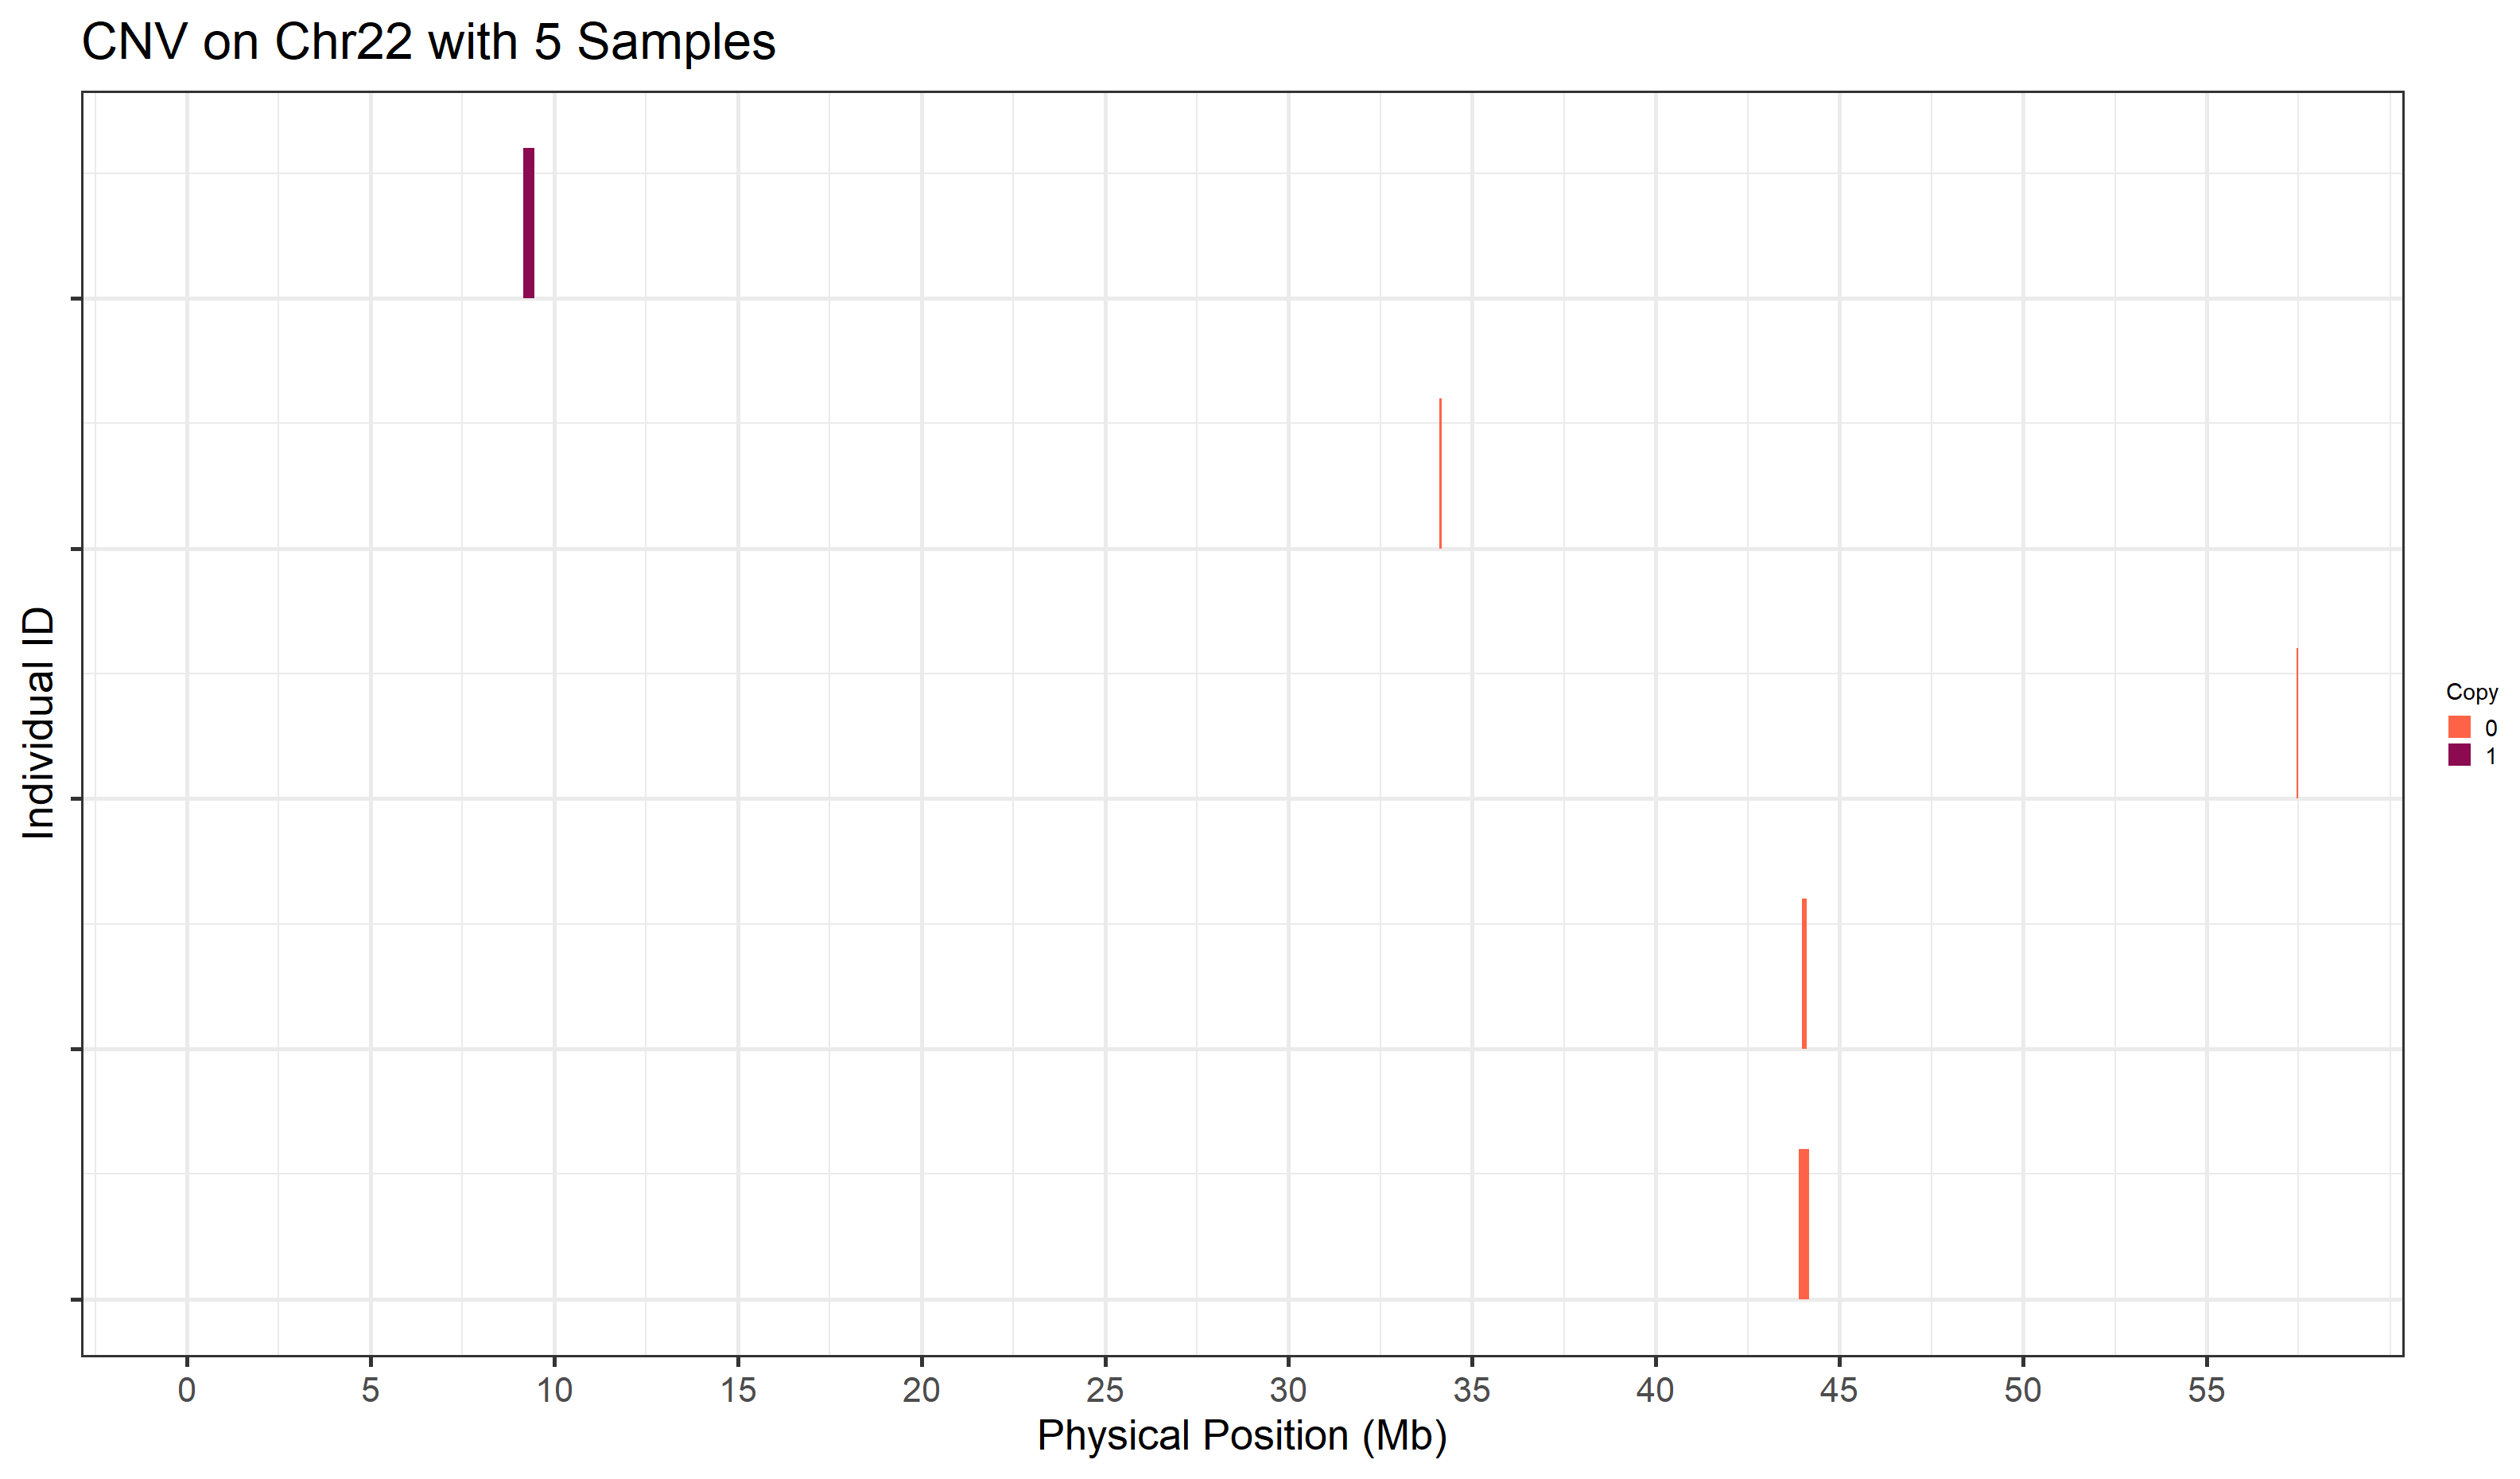 CNV on Chr22 with 5 Samples
Individual ID
Copy
0
1
0 5 10 15 20 25 30 35 40 45 50 55
Physical Position (Mb)